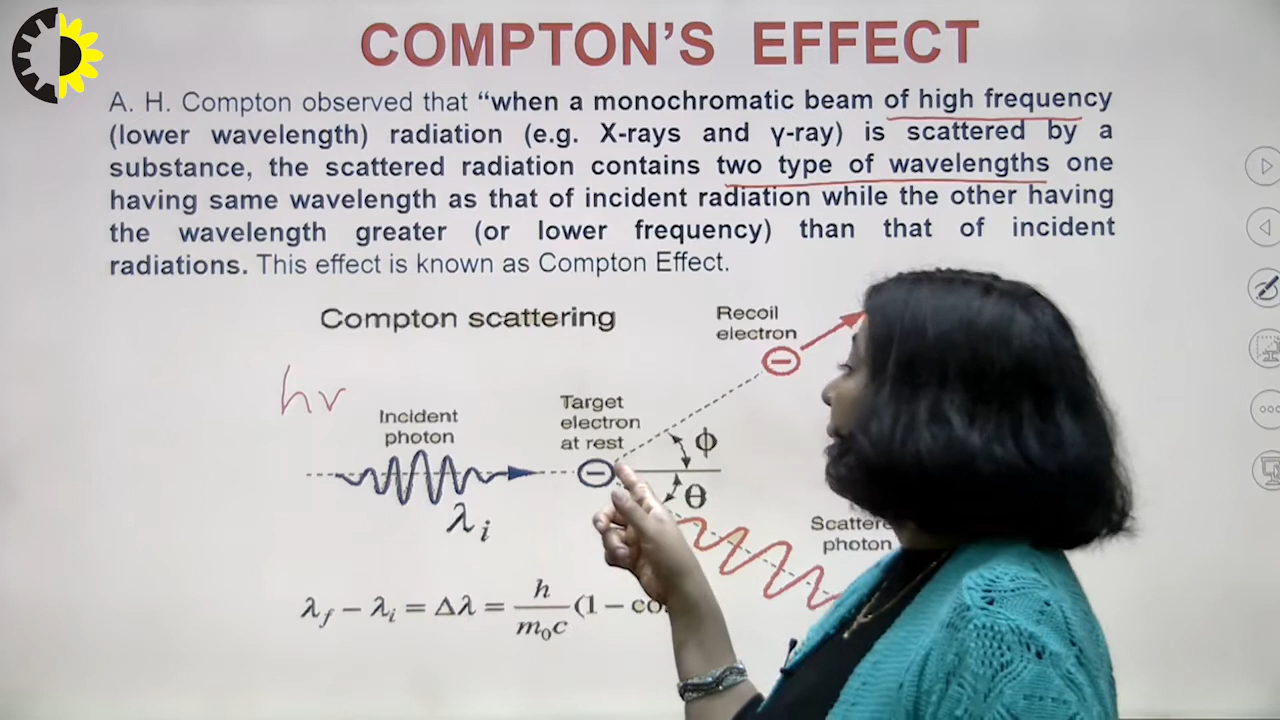 COMPTON'S EFFECT
A. H. Compton observed that “when a monochromatic beam of high frequency
(lower wavelength) radiation (e.g. X-rays and γ-ray) is scattered by a
substance, the scattered radiation contains two type of wavelengths one
having same wavelength as that of incident radiation while the other having
the wavelength greater (or lower frequency) than that of incident
radiations. This effect is known as Compton Effect.
Compton scattering
Recoil
electron
hν
Incident
photon
Target
electron
at rest
ϕ
θ
λi
photon
λf − λi = Δλ = h/m₀c (1 −